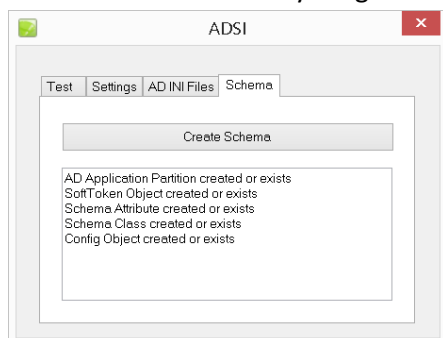 ADSI
x
Test Settings AD INI Files Schema
Create Schema
AD Application Partition created or exists
SoftToken Object created or exists
Schema Attribute created or exists
Schema Class created or exists
Config Object created or exists